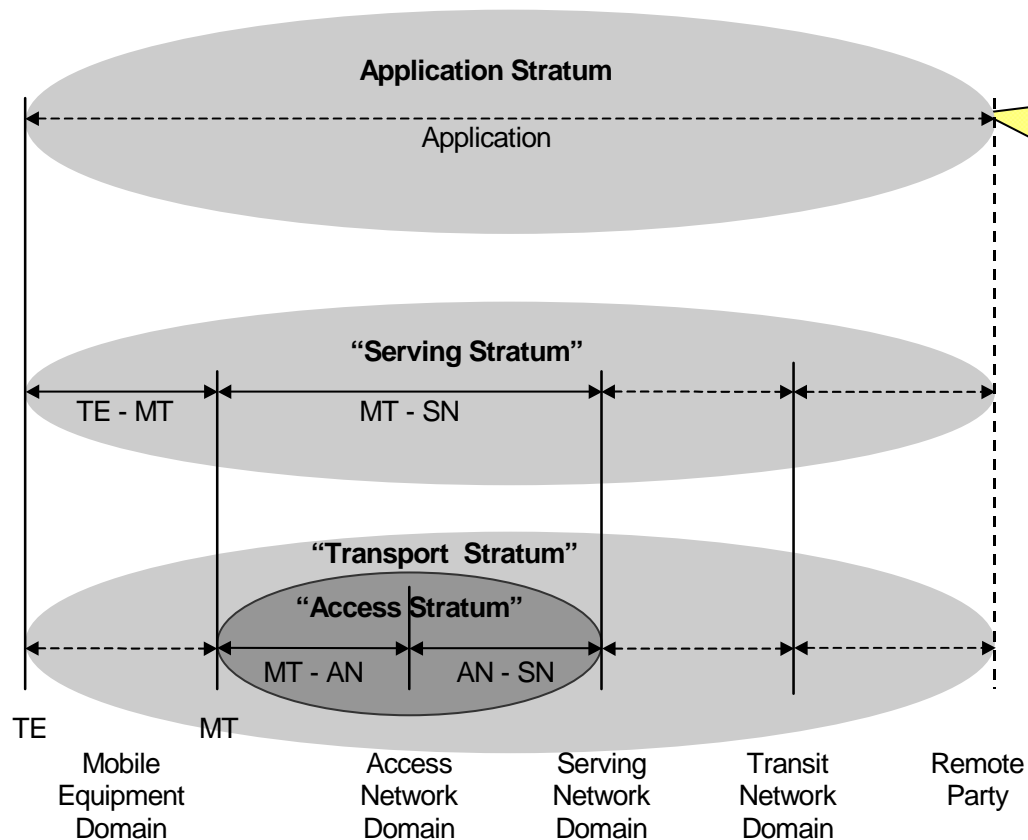 Application Stratum
Application
“Serving Stratum”
TE - MT
MT - SN
“Transport Stratum”
“Access Stratum”
MT - AN
AN - SN
TE
MT
Mobile
Equipment
Domain
Access
Network
Domain
Serving
Network
Domain
Transit
Network
Domain
Remote
Party